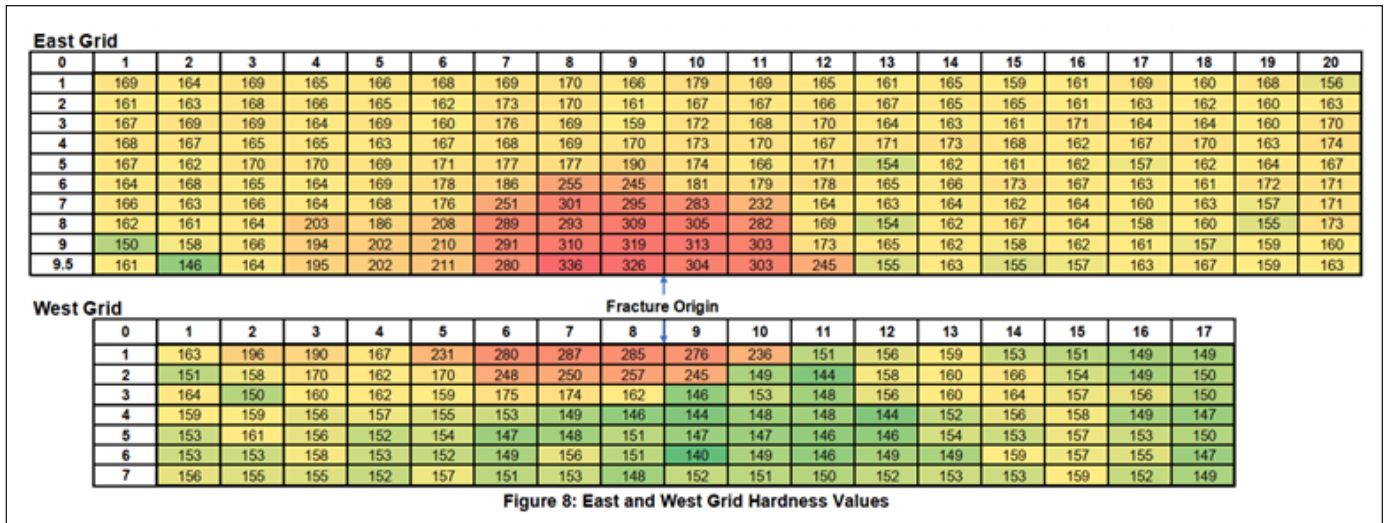 East Grid
0 1 2 3 4 5 6 7 8 9 10 11 12 13 14 15 16 17 18 19 20
1 169 164 169 165 166 168 169 170 166 179 169 165 161 165 159 161 169 160 168 156
2 161 163 168 166 165 162 173 170 161 167 167 166 167 165 165 161 163 162 160 163
3 167 169 169 164 169 160 176 169 159 172 168 170 164 163 161 171 164 164 160 170
4 168 167 165 165 163 167 168 169 170 173 170 167 171 173 168 162 167 170 163 174
5 167 162 170 170 169 171 177 177 190 174 166 171 154 162 161 162 157 162 164 167
6 164 168 165 164 169 178 186 255 245 181 179 178 165 166 173 167 163 161 172 171
7 166 163 166 164 168 176 251 301 295 283 232 164 163 164 162 164 160 163 157 171
8 162 161 164 203 186 208 289 293 309 305 282 169 154 162 167 164 158 160 155 173
9 150 158 166 194 202 210 291 310 319 313 303 173 165 162 158 162 161 157 159 160
9.5 161 146 164 195 202 211 280 336 326 304 303 245 155 163 155 157 163 167 159 163
West Grid
Fracture Origin
0 1 2 3 4 5 6 7 8 9 10 11 12 13 14 15 16 17
1 163 196 190 167 231 280 287 285 276 236 151 156 159 153 151 149 149
2 151 158 170 162 170 248 250 257 245 149 144 158 160 166 154 149 150
3 164 150 160 162 159 175 174 162 146 153 148 156 160 164 157 156 150
4 159 159 156 157 155 153 149 146 144 148 148 144 152 156 158 149 147
5 153 161 156 152 154 147 148 151 147 147 146 146 154 153 157 153 150
6 153 153 158 153 152 149 156 151 140 149 146 149 149 159 157 155 147
7 156 155 155 152 157 151 153 148 152 151 150 152 153 153 159 152 149
Figure 8: East and West Grid Hardness Values